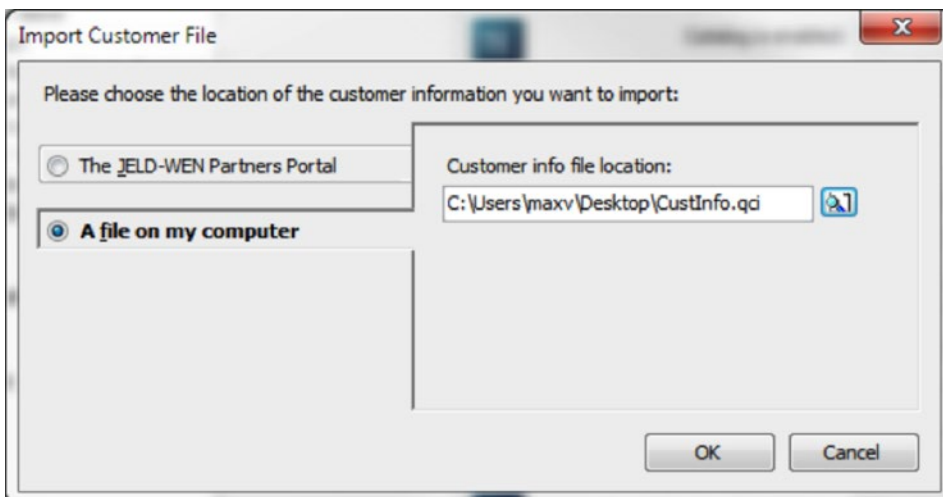 Import Customer File
Please choose the location of the customer information you want to import:
The JELD-WEN Partners Portal
A file on my computer
Customer info file location:
C:\Users\maxv\Desktop\CustInfo.qci
OK
Cancel